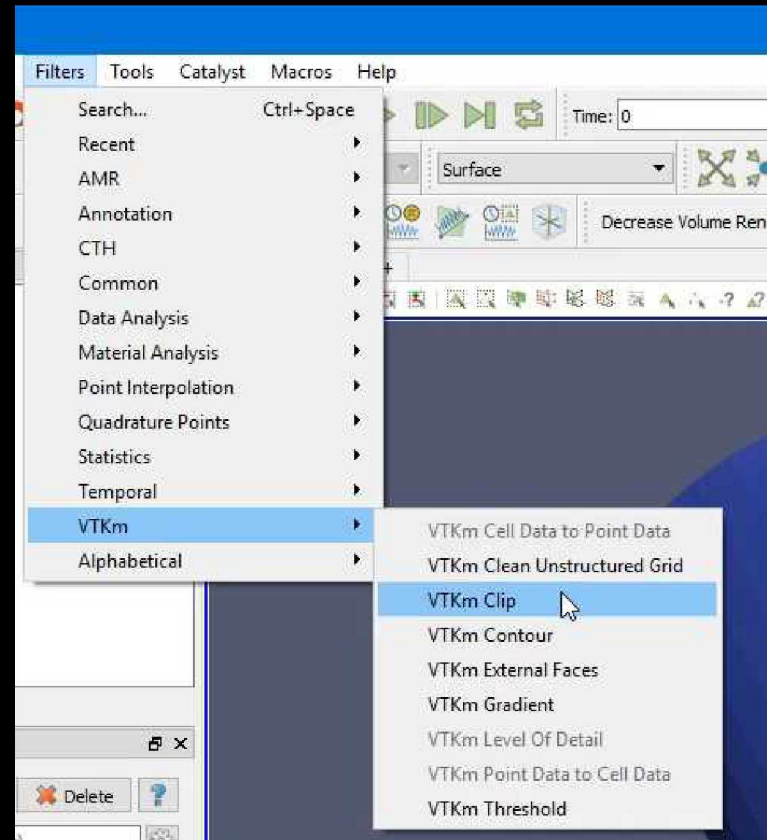 Filters Tools Catalyst Macros Help
Search... Ctrl+Space
Time: 0
Recent
Surface
AMR
Annotation
Decrease Volume Ren
CTH
Common
Data Analysis
Material Analysis
Point Interpolation
Quadrature Points
Statistics
Temporal
VTKm
VTKm Cell Data to Point Data
Alphabetical
VTKm Clean Unstructured Grid
VTKm Clip
VTKm Contour
VTKm External Faces
VTKm Gradient
VTKm Level Of Detail
VTKm Point Data to Cell Data
Delete
VTKm Threshold